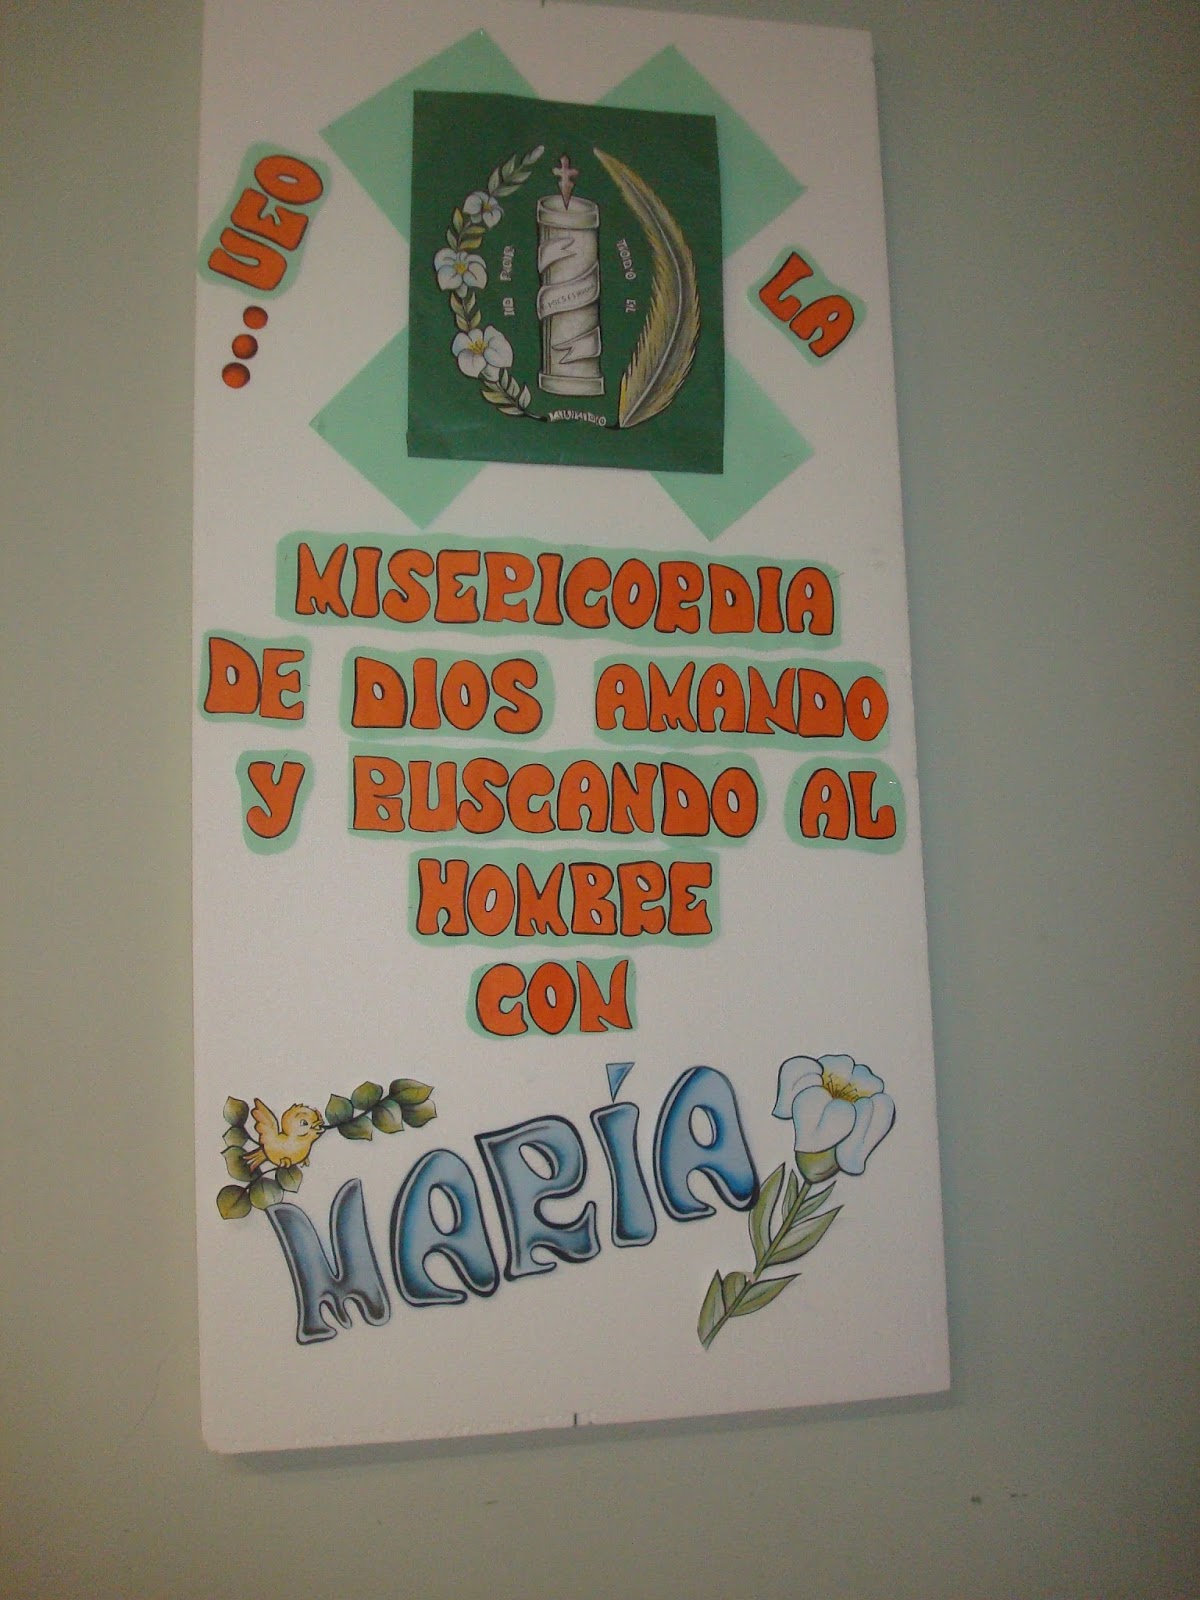 ...VEO
LA
MISERICORDIA
DE DIOS AMANDO
Y BUSCANDO AL
HOMBRE
CON
MARÍA